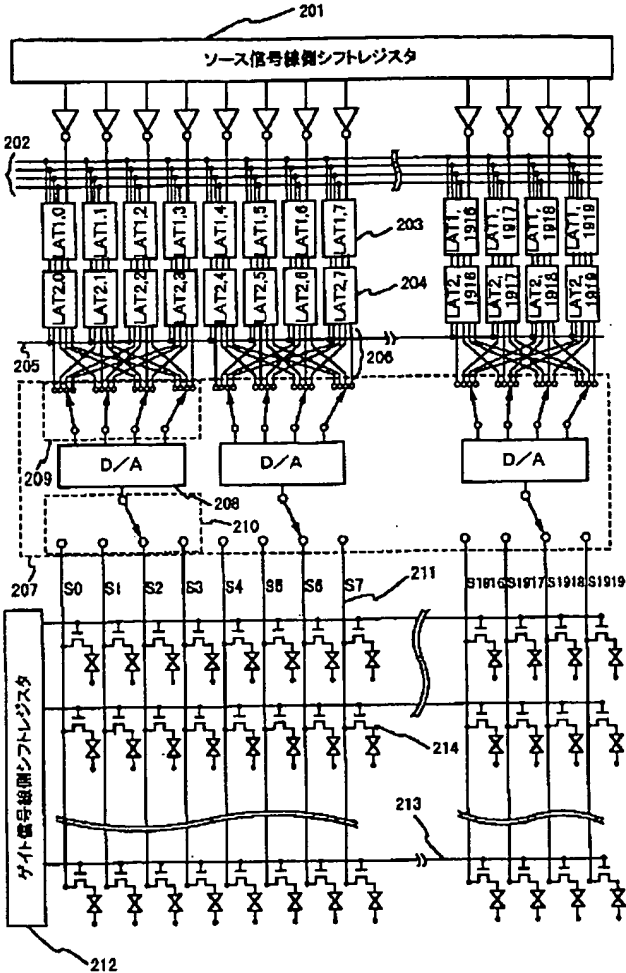 201
ソース信号線側シフトレジスタ
202
LAT1,0
LAT1,1
LAT1,2
LAT1,3
LAT1,4
LAT1,5
LAT1,6
LAT1,7
LAT1,1916
LAT1,1917
LAT1,1918
LAT1,1919
203
LAT2,0
LAT2,1
LAT2,2
LAT2,3
LAT2,4
LAT2,5
LAT2,6
LAT2,7
LAT2,1916
LAT2,1917
LAT2,1918
LAT2,1919
204
205
206
D/A
D/A
D/A
209
208
210
207
S0
S1
S2
S3
S4
S5
S6
S7
211
S1916
S1917
S1918
S1919
ゲイト信号線側シフトレジスタ
214
213
212